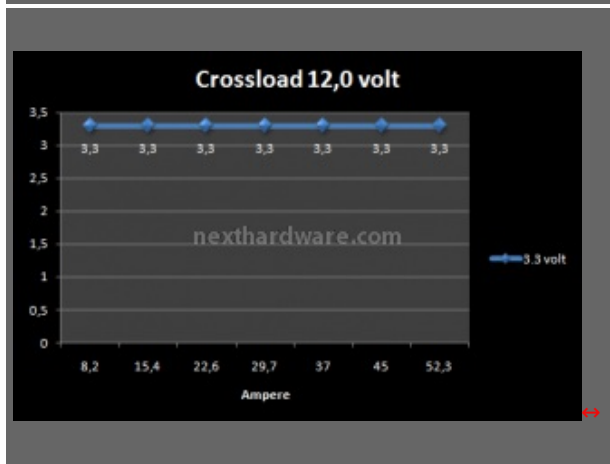 Crossload 12,0 volt
3,5
3
2,5
2
1,5
1
0,5
0
3,3 3,3 3,3 3,3 3,3 3,3 3,3
nexthardware.com
3.3 volt
8,2 15,4 22,6 29,7 37 45 52,3
Ampere